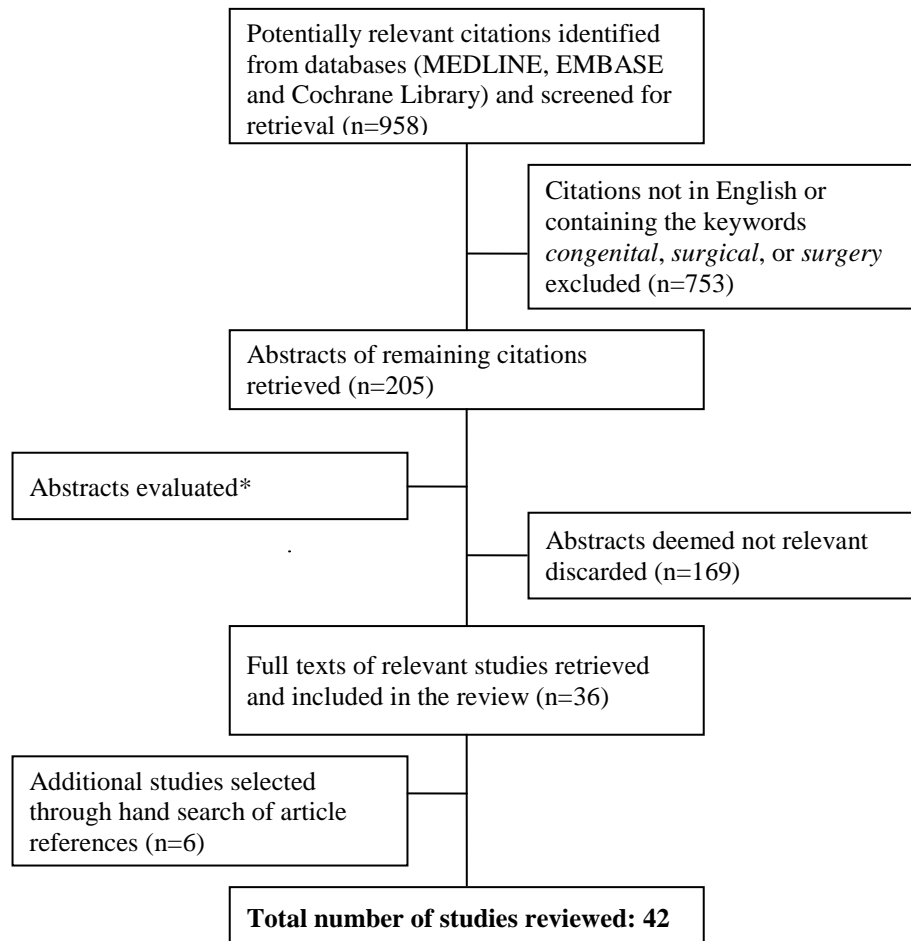 Potentially relevant citations identified
from databases (MEDLINE, EMBASE
and Cochrane Library) and screened for
retrieval (n=958)
Citations not in English or
containing the keywords
congenital, surgical, or surgery
excluded (n=753)
Abstracts of remaining citations
retrieved (n=205)
Abstracts evaluated*
Abstracts deemed not relevant
discarded (n=169)
Full texts of relevant studies retrieved
and included in the review (n=36)
Additional studies selected
through hand search of article
references (n=6)
Total number of studies reviewed: 42